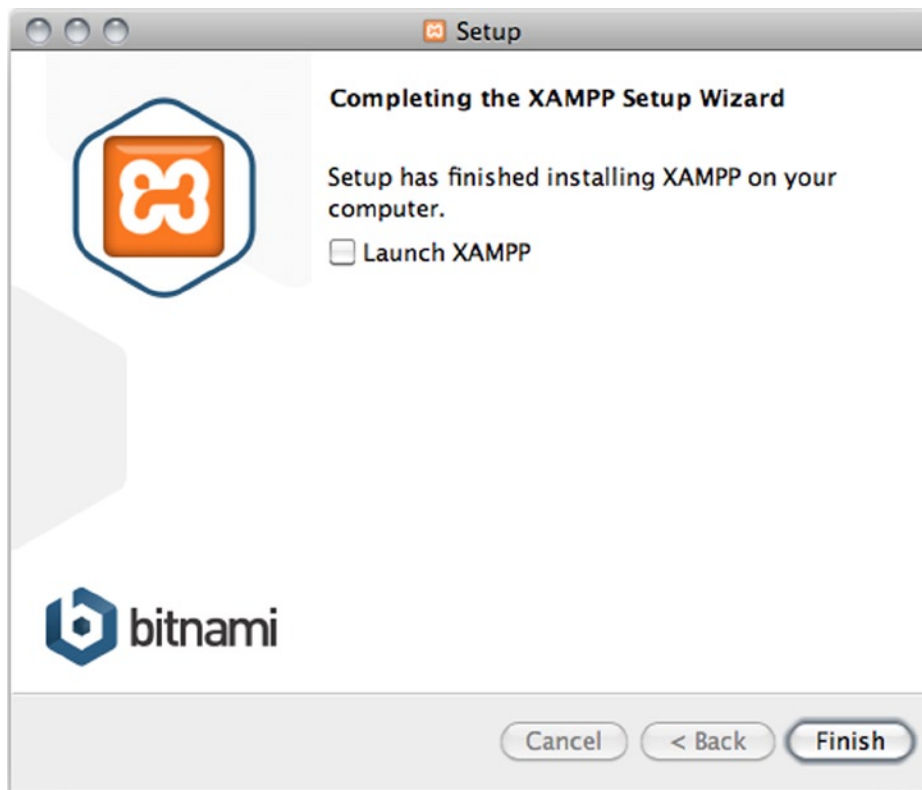 Setup
Completing the XAMPP Setup Wizard
Setup has finished installing XAMPP on your
computer.
Launch XAMPP
bitnami
Cancel
< Back
Finish